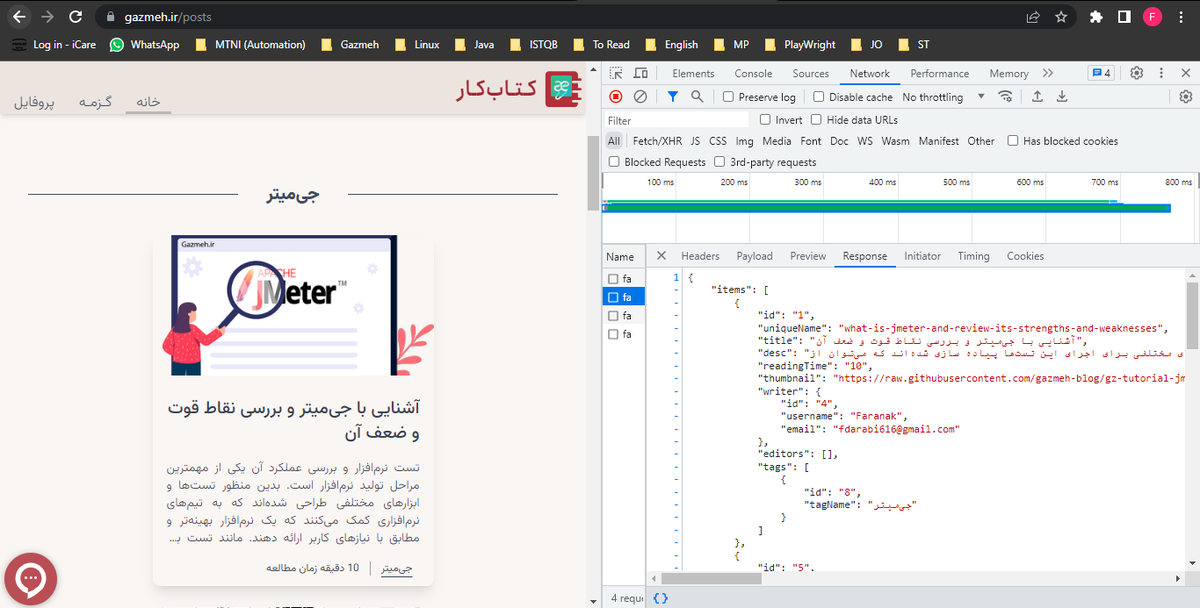 gazmeh.ir/posts
F
Log in - iCare
WhatsApp
MTNI (Automation)
Gazmeh
Linux
Java
ISTQB
To Read
English
MP
PlayWright
JO
ST
کتاب‌کار
خانه
گـزمـه
پروفایل
جی‌میتر
Gazmeh.ir
APACHE
JMeter™
آشنایی با جی‌میتر و بررسی نقاط قوت
و ضعف آن
تست نرم‌افزار و بررسی عملکرد آن یکی از مهمترین
مراحل تولید نرم‌افزار است. بدین منظور تست‌ها و
ابزارهای مختلفی طراحی شده‌اند که به تیم‌های
نرم‌افزاری کمک می‌کنند که یک نرم‌افزار بهینه‌تر و
مطابق با نیازهای کاربر ارائه دهند. مانند تست ب...
جی‌میتر
10 دقیقه زمان مطالعه
Elements
Console
Sources
Network
Performance
Memory
4
Preserve log
Disable cache
No throttling
Filter
Invert
Hide data URLs
All
Fetch/XHR
JS
CSS
Img
Media
Font
Doc
WS
Wasm
Manifest
Other
Has blocked cookies
Blocked Requests
3rd-party requests
100 ms
200 ms
300 ms
400 ms
500 ms
600 ms
700 ms
800 ms
Name
Headers
Payload
Preview
Response
Initiator
Timing
Cookies
fa
fa
fa
fa
1 {
- "items": [
- {
- "id": "1",
- "uniqueName": "what-is-jmeter-and-review-its-strengths-and-weaknesses",
- "title": "آشنایی با جی‌میتر و بررسی نقاط قوت و ضعف آن",
- "desc": "ی مختلفی برای اجرای این تست‌ها پیاده سازی شده‌اند که می‌توان از
- "readingTime": "10",
- "thumbnail": "https://raw.githubusercontent.com/gazmeh-blog/gz-tutorial-jm
- "writer": {
- "id": "4",
- "username": "Faranak",
- "email": "fdarabi616@gmail.com"
- },
- "editors": [],
- "tags": [
- {
- "id": "8",
- "tagName": "جی‌میتر"
- }
- ]
- },
- {
- "id": "5",
4 requ
{}